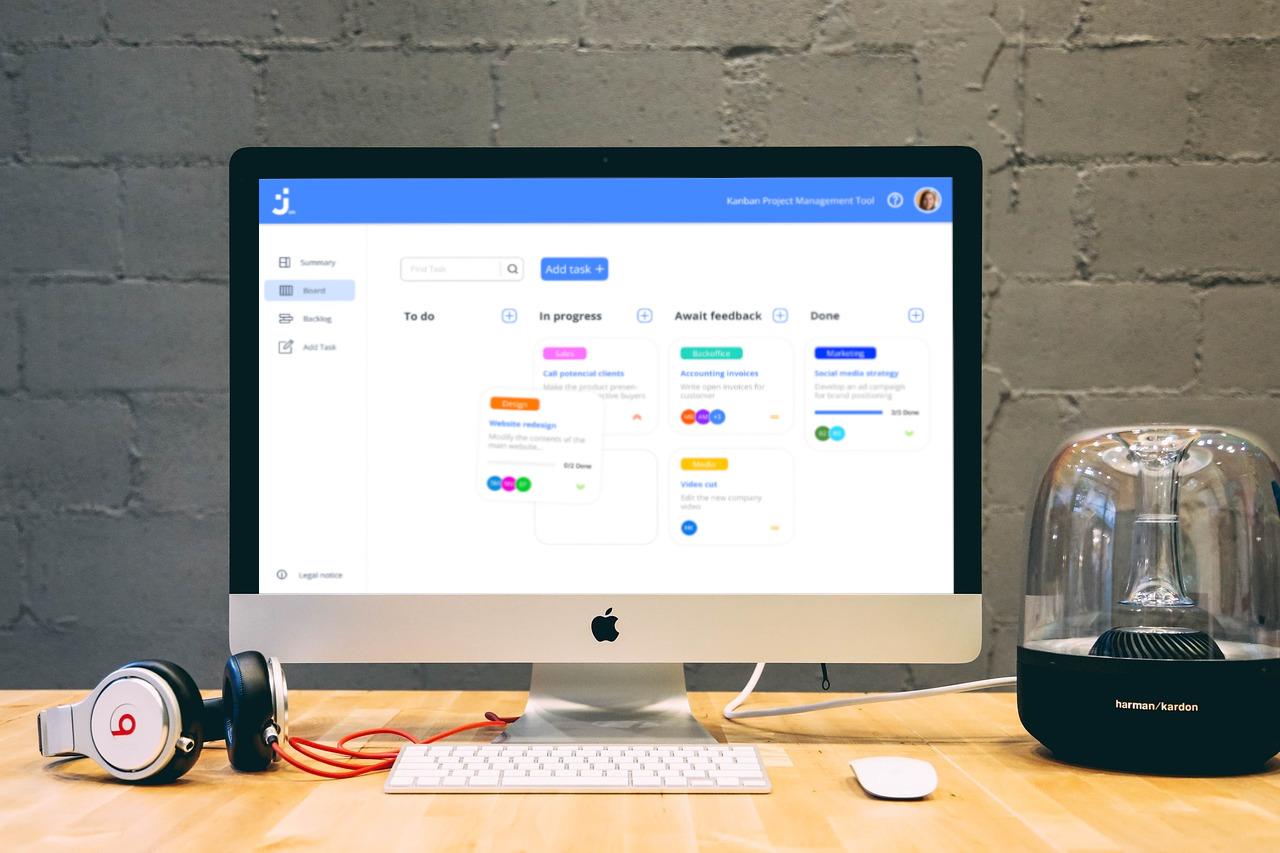 Kanban Project Management Tool
Summary
Board
Backlog
Add Task
Legal notice
Find Task
Add task +
To do
In progress
Await feedback
Done
Sales
Call potencial clients
Make the product presen-
ctive buyers
Design
Website redesign
Modify the contents of the
main website...
0/2 Done
Backoffice
Accounting invoices
Write open invoices for
customer
+3
Media
Video cut
Edit the new company
video
Marketing
Social media strategy
Develop an ad campaign
for brand positioning
3/3 Done
harman/kardon